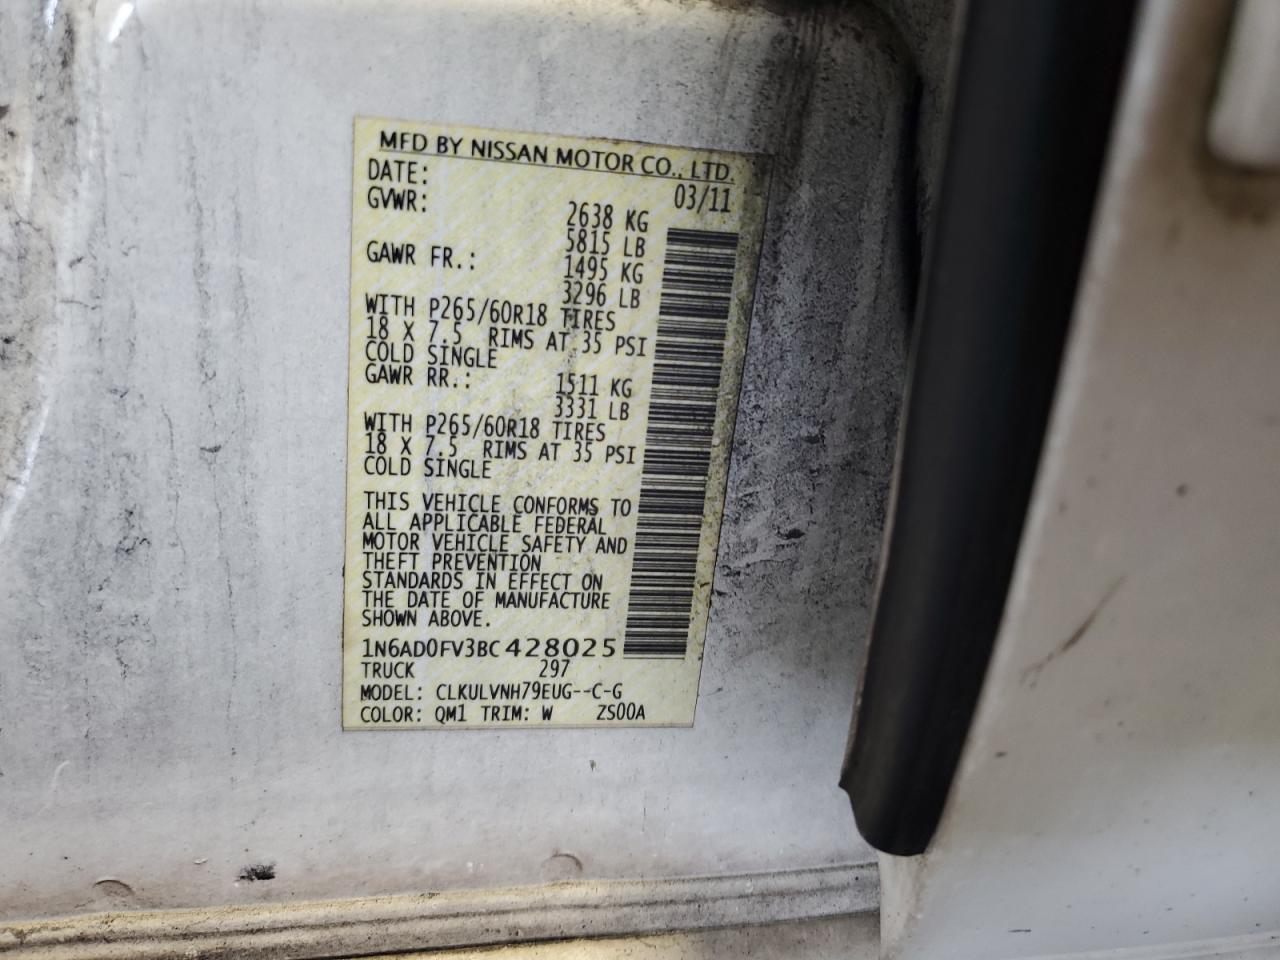 MFD BY NISSAN MOTOR CO., LTD.
DATE: 03/11
GVWR: 2638 KG
5815 LB
GAWR FR.: 1495 KG
3296 LB
WITH P265/60R18 TIRES
18 X 7.5 RIMS AT 35 PSI
COLD SINGLE
GAWR RR.: 1511 KG
3331 LB
WITH P265/60R18 TIRES
18 X 7.5 RIMS AT 35 PSI
COLD SINGLE
THIS VEHICLE CONFORMS TO
ALL APPLICABLE FEDERAL
MOTOR VEHICLE SAFETY AND
THEFT PREVENTION
STANDARDS IN EFFECT ON
THE DATE OF MANUFACTURE
SHOWN ABOVE.
1N6AD0FV3BC428025
TRUCK 297
MODEL: CLKULVNH79EUG--C-G
COLOR: QM1 TRIM: W ZS00A